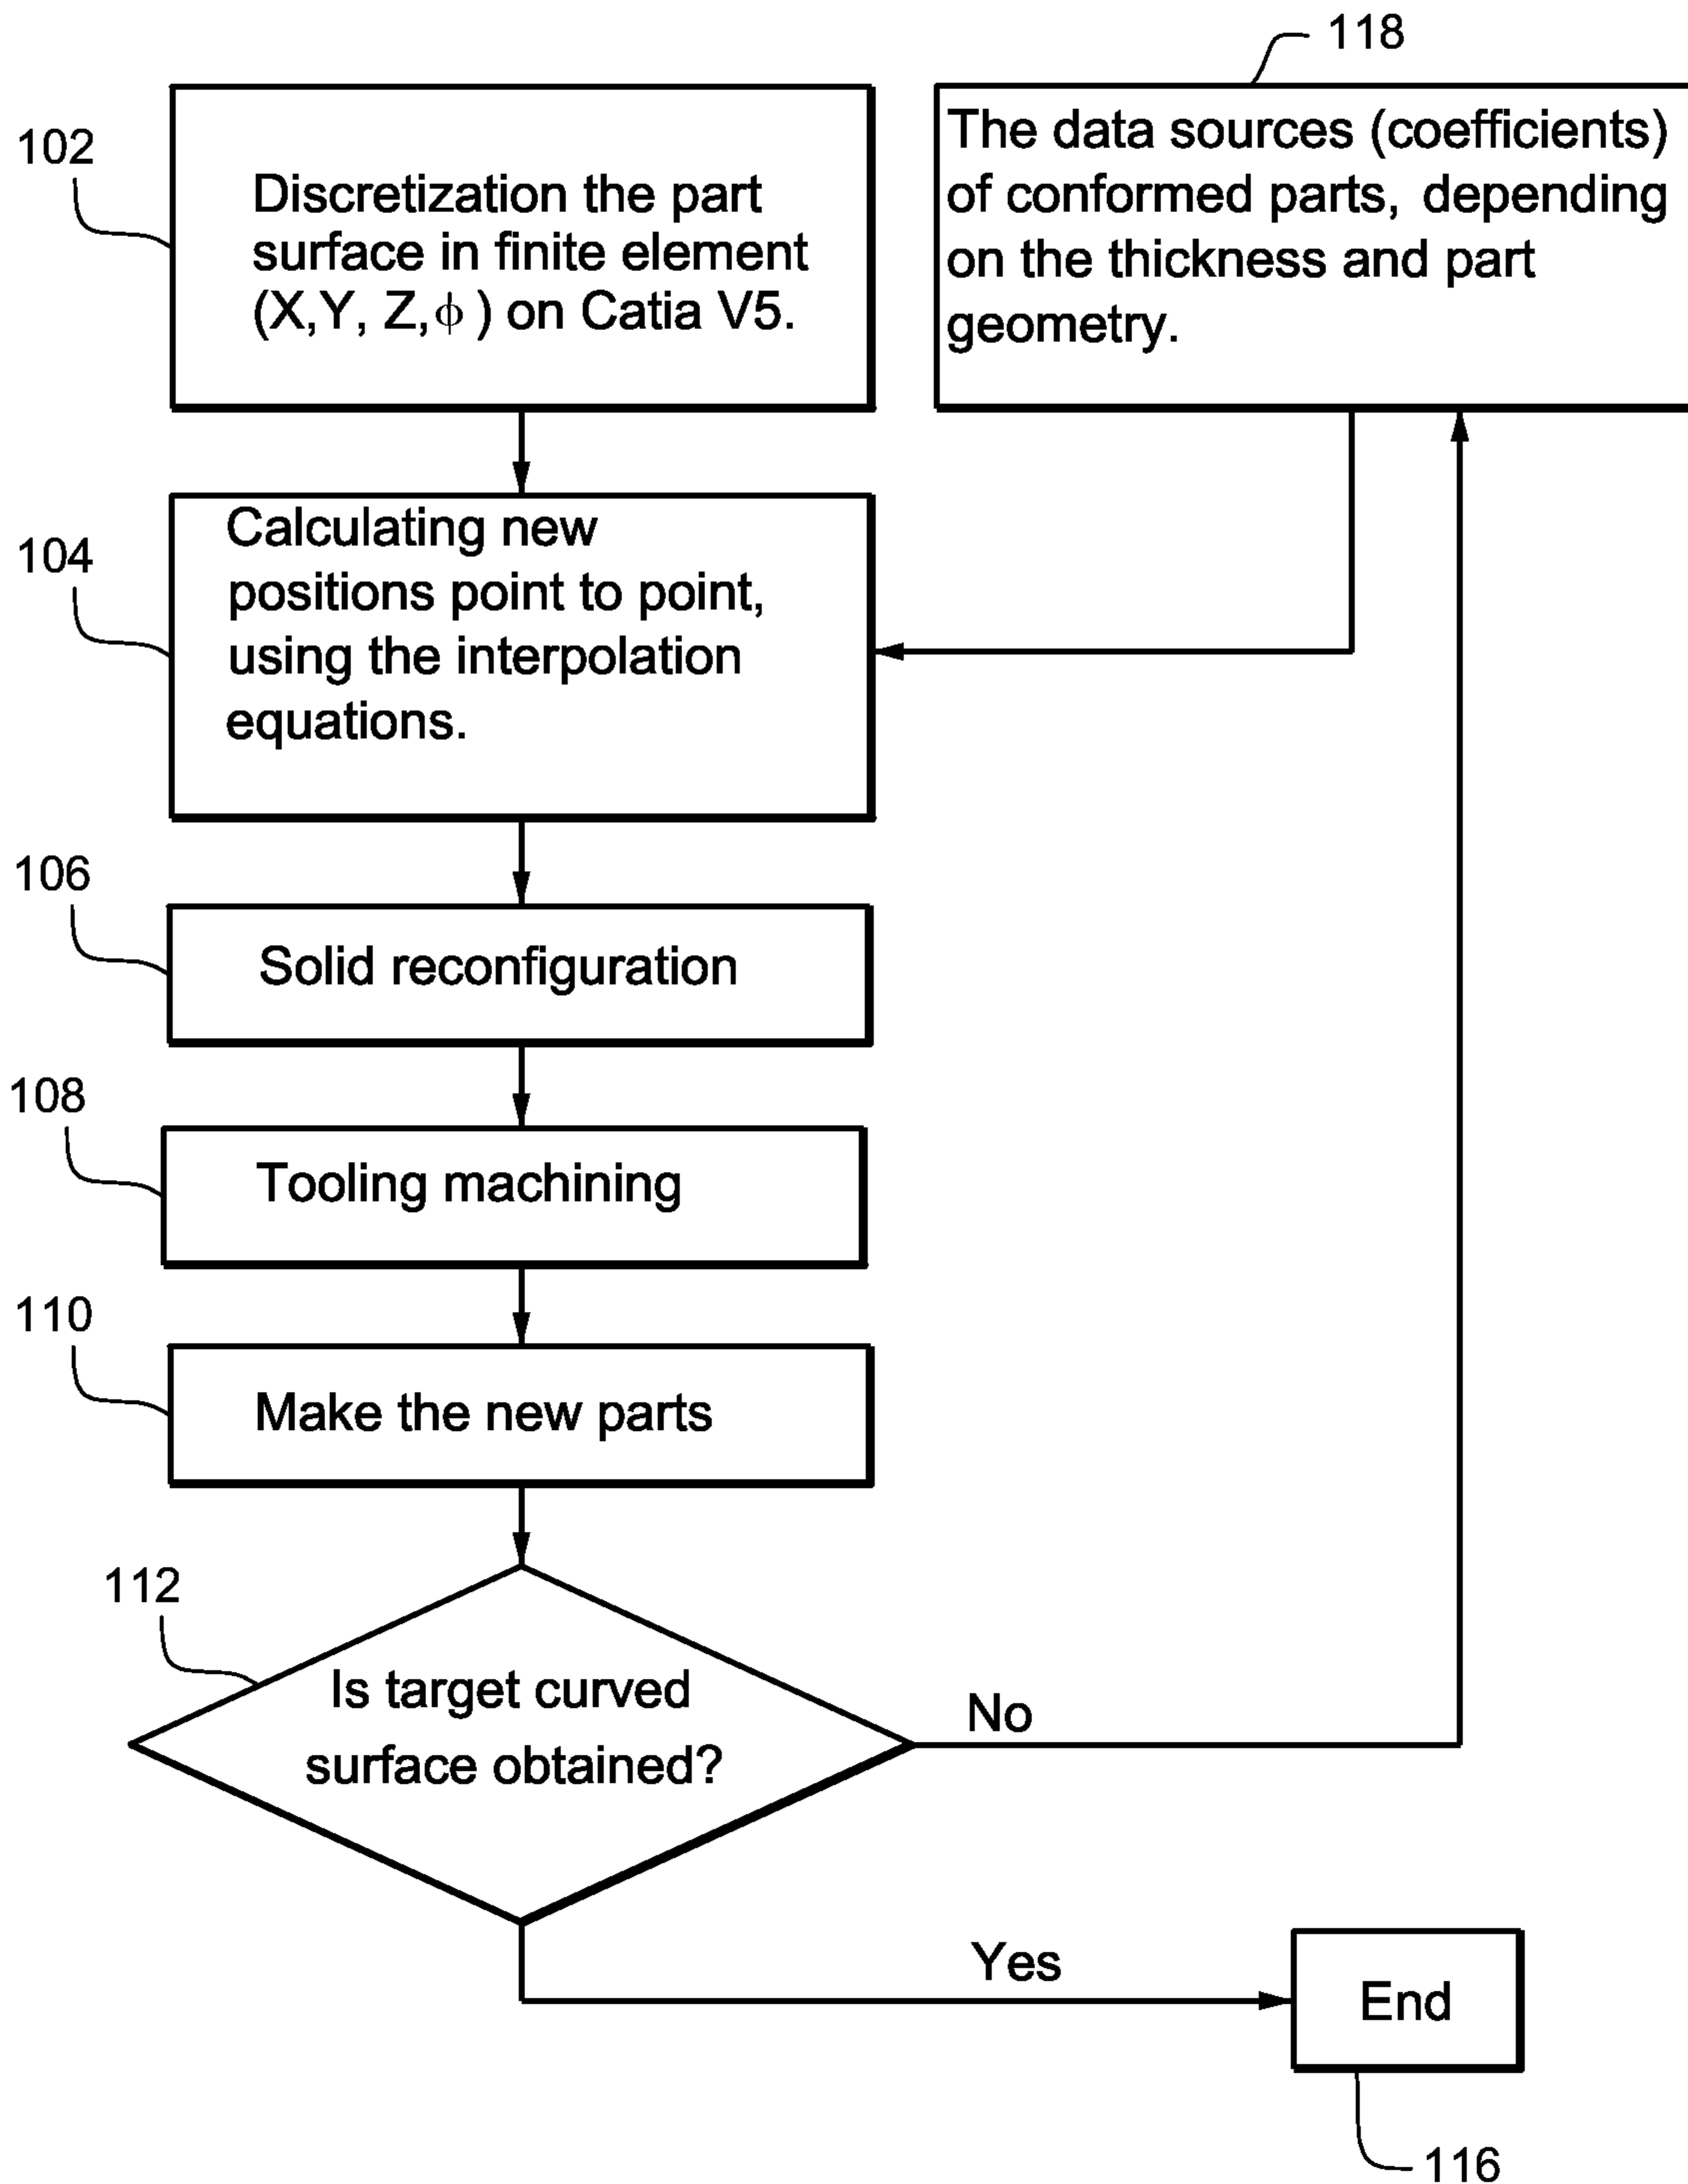 118
The data sources (coefficients)
of conformed parts, depending
on the thickness and part
geometry.
102
Discretization the part
surface in finite element
(X,Y, Z,ϕ ) on Catia V5.
104
Calculating new
positions point to point,
using the interpolation
equations.
106
Solid reconfiguration
108
Tooling machining
110
Make the new parts
112
Is target curved
surface obtained?
No
Yes
End
116